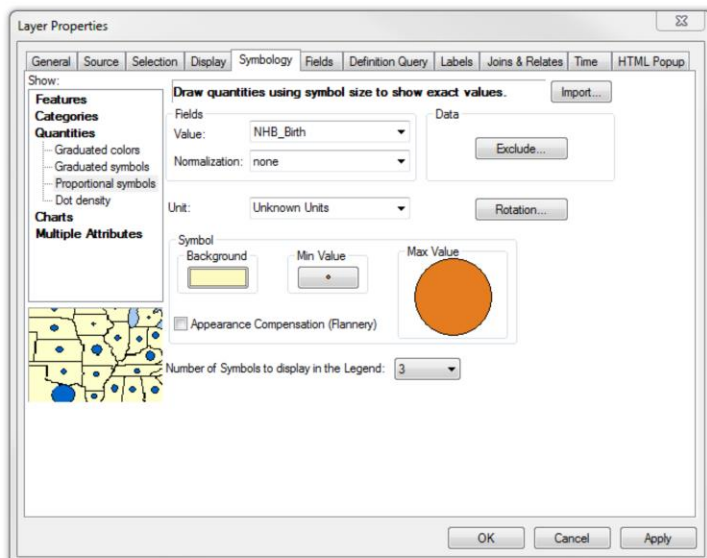 Layer Properties
General Source Selection Display Symbology Fields Definition Query Labels Joins & Relates Time HTML Popup
Show:
Features
Categories
Quantities
Graduated colors
Graduated symbols
Proportional symbols
Dot density
Charts
Multiple Attributes
Draw quantities using symbol size to show exact values.
Import...
Fields
Value: NHB_Birth
Normalization: none
Data
Exclude...
Unit: Unknown Units
Rotation...
Symbol
Background
Min Value
Max Value
Appearance Compensation (Flannery)
Number of Symbols to display in the Legend: 3
OK Cancel Apply